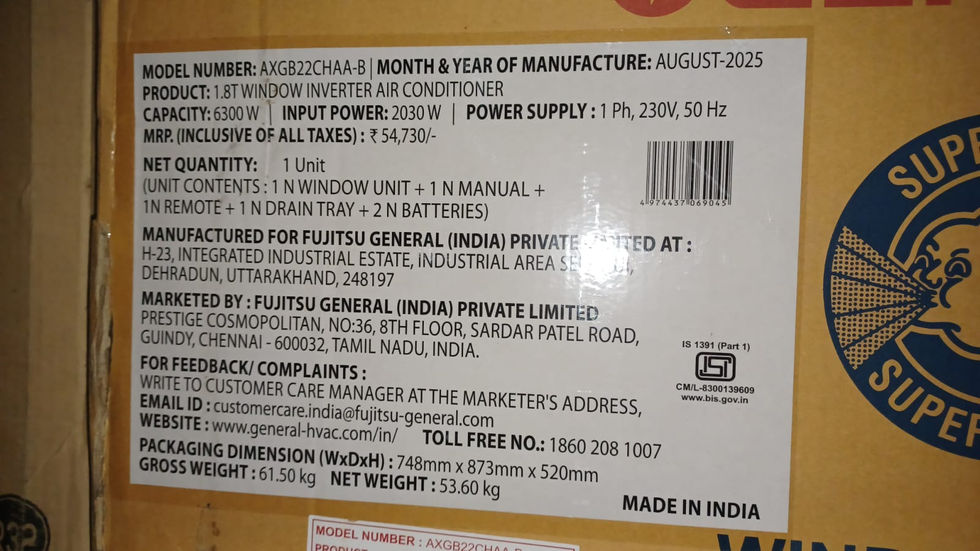 MODEL NUMBER: AXGB22CHAA-B | MONTH & YEAR OF MANUFACTURE: AUGUST-2025
PRODUCT: 1.8T WINDOW INVERTER AIR CONDITIONER
CAPACITY: 6300 W | INPUT POWER: 2030 W | POWER SUPPLY : 1 Ph, 230V, 50 Hz
MRP. (INCLUSIVE OF ALL TAXES) : ₹ 54,730/-
NET QUANTITY: 1 Unit
(UNIT CONTENTS : 1 N WINDOW UNIT + 1 N MANUAL +
1N REMOTE + 1 N DRAIN TRAY + 2 N BATTERIES)
4 974437 069045
MANUFACTURED FOR FUJITSU GENERAL (INDIA) PRIVATE AT :
H-23, INTEGRATED INDUSTRIAL ESTATE, INDUSTRIAL AREA
DEHRADUN, UTTARAKHAND, 248197
MARKETED BY : FUJITSU GENERAL (INDIA) PRIVATE LIMITED
PRESTIGE COSMOPOLITAN, NO:36, 8TH FLOOR, SARDAR PATEL ROAD,
GUINDY, CHENNAI - 600032, TAMIL NADU, INDIA.
IS 1391 (Part 1)
CM/L-8300139609
www.bis.gov.in
FOR FEEDBACK/ COMPLAINTS :
WRITE TO CUSTOMER CARE MANAGER AT THE MARKETER'S ADDRESS,
EMAIL ID : customercare.india@fujitsu-general.com
WEBSITE : www.general-hvac.com/in/ TOLL FREE NO.: 1860 208 1007
PACKAGING DIMENSION (WxDxH) : 748mm x 873mm x 520mm
GROSS WEIGHT : 61.50 kg NET WEIGHT : 53.60 kg
MADE IN INDIA
MODEL NUMBER : AXGB22CHAA-B